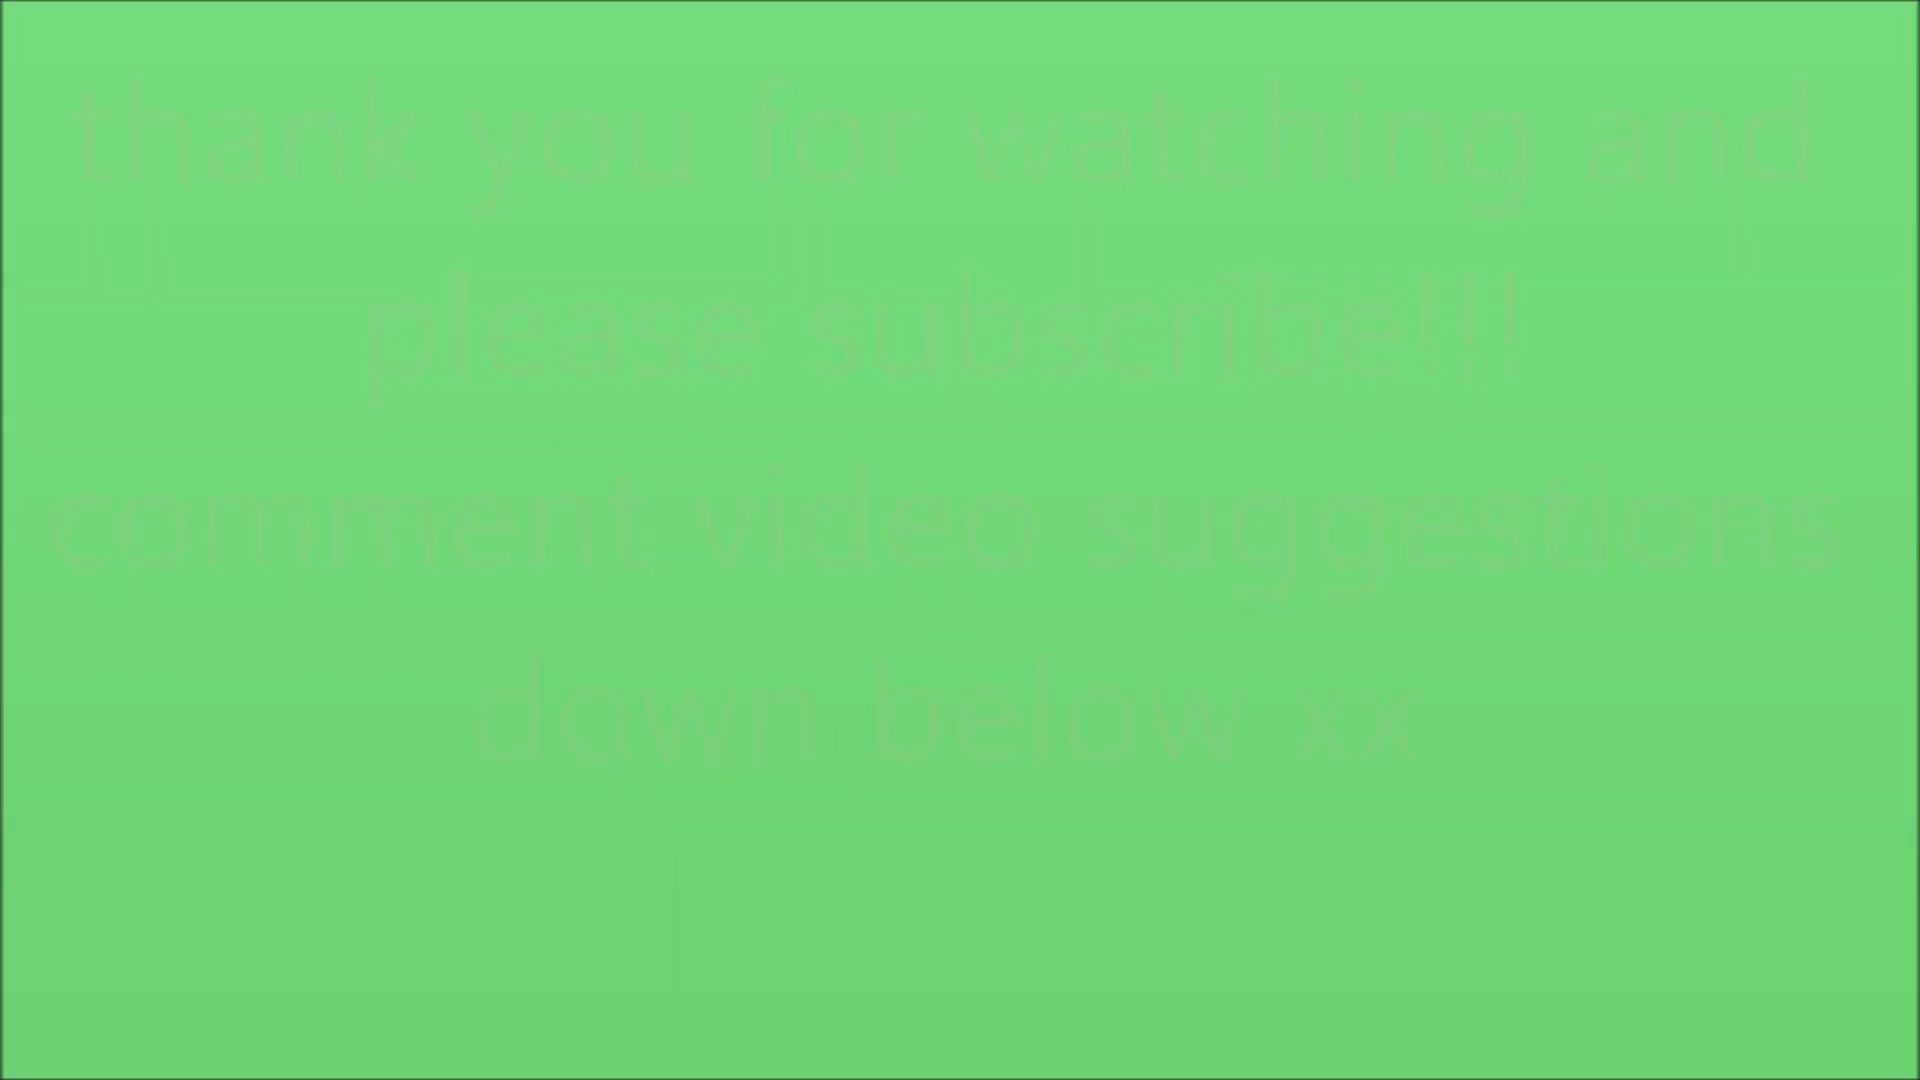 thank you for watching and
please subscribe!!!
comment video suggestions
down below xx